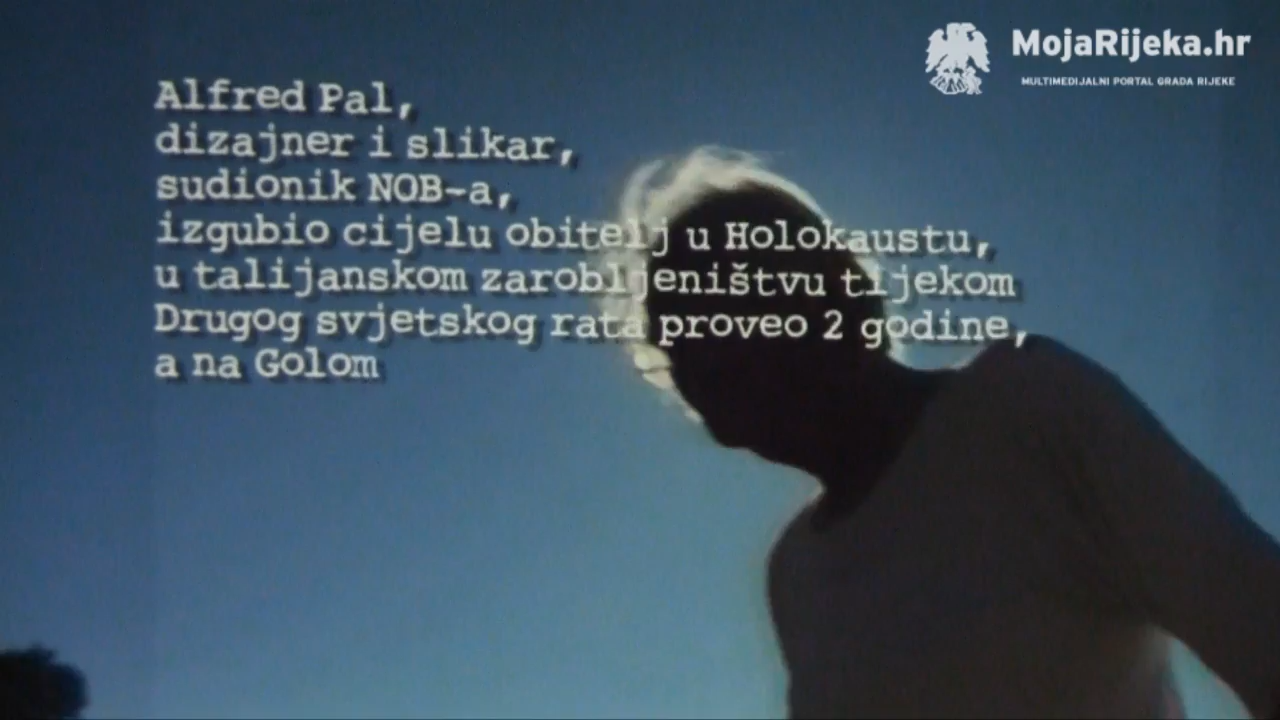 MojaRijeka.hr
MULTIMEDIJALNI PORTAL GRADA RIJEKE
Alfred Pal,
dizajner i slikar,
sudionik NOB-a,
izgubio cijelu obitelj u Holokaustu,
u talijanskom zarobljeništvu tijekom
Drugog svjetskog rata proveo 2 godine,
a na Golom